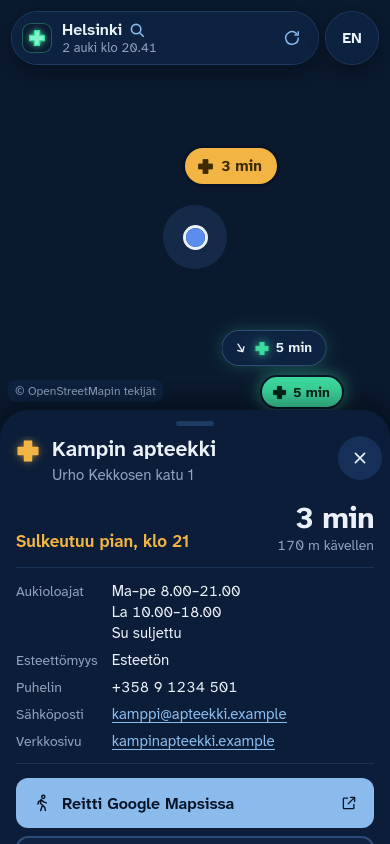 Helsinki
2 auki klo 20.41
EN
3 min
5 min
5 min
© OpenStreetMapin tekijät
Kampin apteekki
Urho Kekkosen katu 1
3 min
Sulkeutuu pian, klo 21
170 m kävellen
Aukioloajat
Ma–pe 8.00–21.00
La 10.00–18.00
Su suljettu
Esteettömyys Esteetön
Puhelin +358 9 1234 501
Sähköposti kamppi@apteekki.example
Verkkosivu kampinapteekki.example
Reitti Google Mapsissa